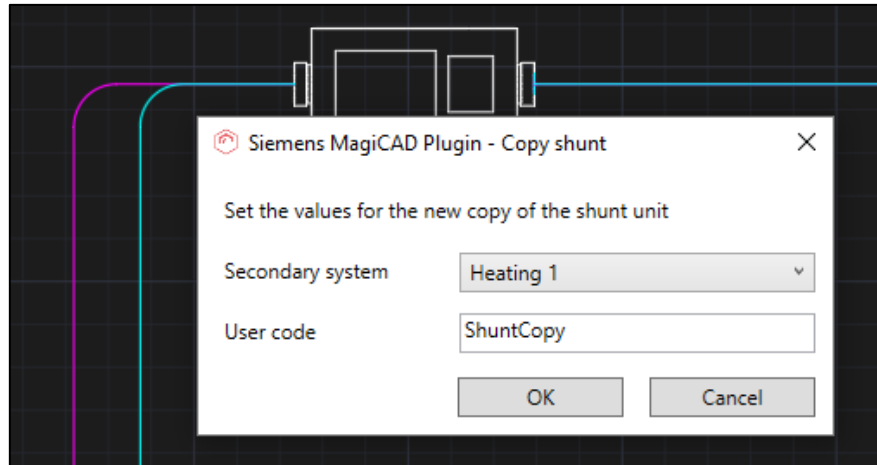 Siemens MagiCAD Plugin - Copy shunt
Set the values for the new copy of the shunt unit
Secondary system Heating 1
User code ShuntCopy
OK Cancel